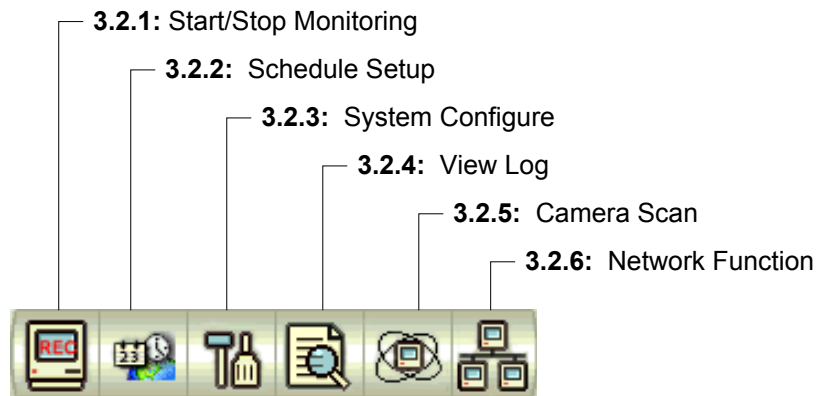 3.2.1: Start/Stop Monitoring
3.2.2: Schedule Setup
3.2.3: System Configure
3.2.4: View Log
3.2.5: Camera Scan
3.2.6: Network Function
REC
23